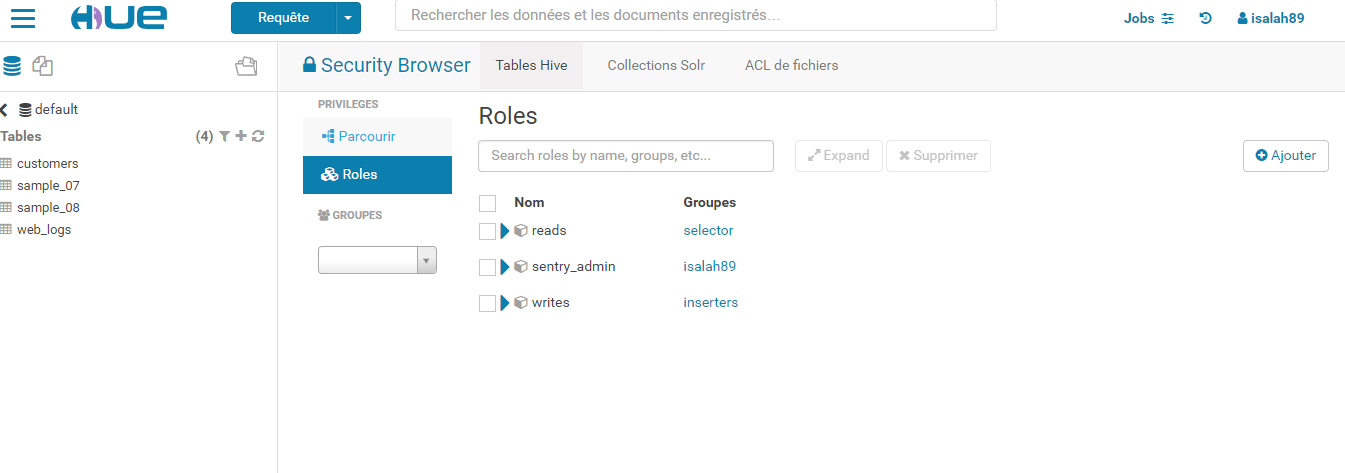 HUE
Requête
Rechercher les données et les documents enregistrés...
Jobs
isalah89
default
Tables (4)
customers
sample_07
sample_08
web_logs
Security Browser
Tables Hive
Collections Solr
ACL de fichiers
PRIVILEGES
Parcourir
Roles
GROUPES
Roles
Search roles by name, groups, etc...
Expand
Supprimer
Ajouter
Nom Groupes
reads selector
sentry_admin isalah89
writes inserters